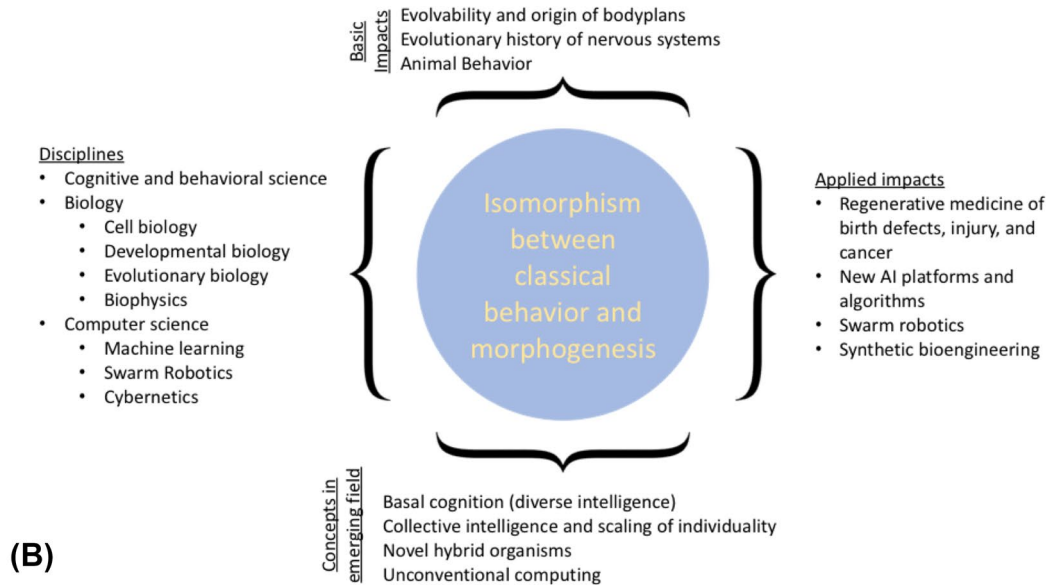 Basic
Impacts
Evolvability and origin of bodyplans
Evolutionary history of nervous systems
Animal Behavior
Disciplines
• Cognitive and behavioral science
• Biology
• Cell biology
• Developmental biology
• Evolutionary biology
• Biophysics
• Computer science
• Machine learning
• Swarm Robotics
• Cybernetics
Isomorphism
between
classical
behavior and
morphogenesis
Applied impacts
• Regenerative medicine of
birth defects, injury, and
cancer
• New AI platforms and
algorithms
• Swarm robotics
• Synthetic bioengineering
Concepts in
emerging field
Basal cognition (diverse intelligence)
Collective intelligence and scaling of individuality
Novel hybrid organisms
Unconventional computing
(B)